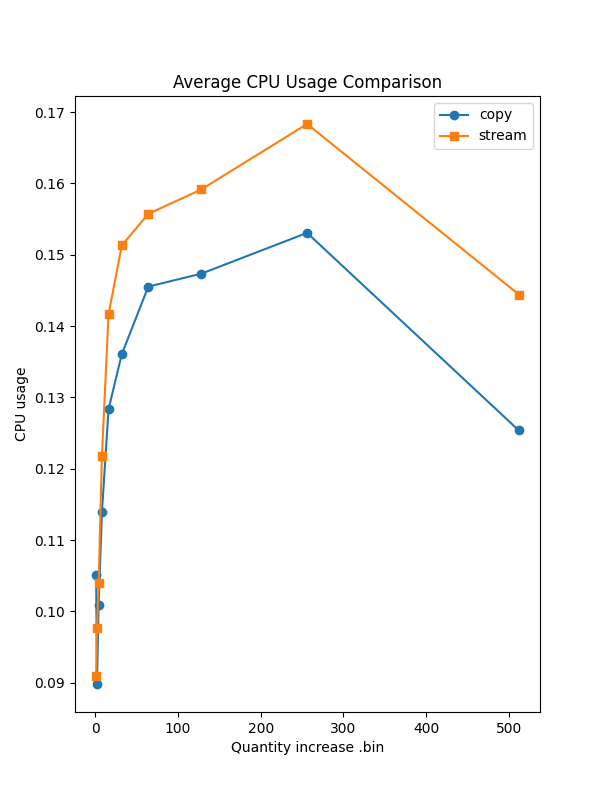 Average CPU Usage Comparison
copy
stream
CPU usage
0.17
0.16
0.15
0.14
0.13
0.12
0.11
0.10
0.09
0 100 200 300 400 500
Quantity increase .bin